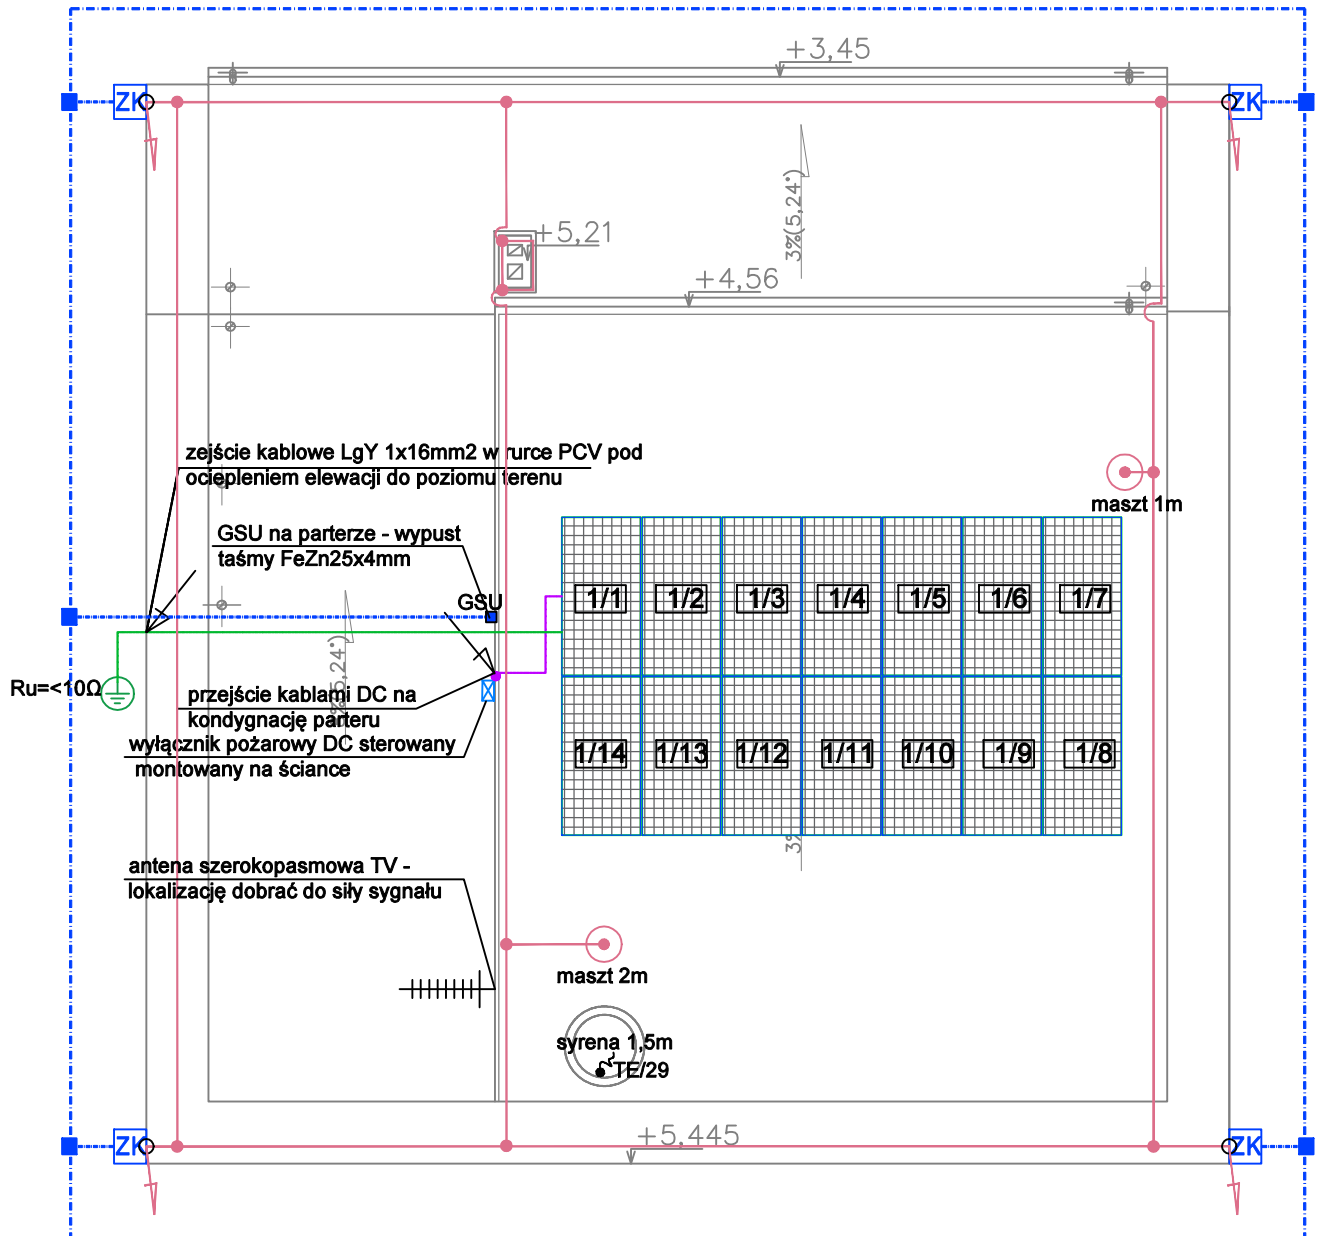 +3,45
ZK
ZK
3%(5,24°)
+5,21
+4,56
zejście kablowe LgY 1x16mm2 w rurce PCV pod
ociepleniem elewacji do poziomu terenu
maszt 1m
GSU na parterze - wypust
taśmy FeZn25x4mm
GSU
1/1 1/2 1/3 1/4 1/5 1/6 1/7
Ru=<10Ω
5,24°)
przejście kablami DC na
kondygnację parteru
wyłącznik pożarowy DC sterowany
montowany na ściance
1/14 1/13 1/12 1/11 1/10 1/9 1/8
antena szerokopasmowa TV -
lokalizację dobrać do siły sygnału
maszt 2m
syrena 1,5m
TE/29
+5,445
ZK
ZK